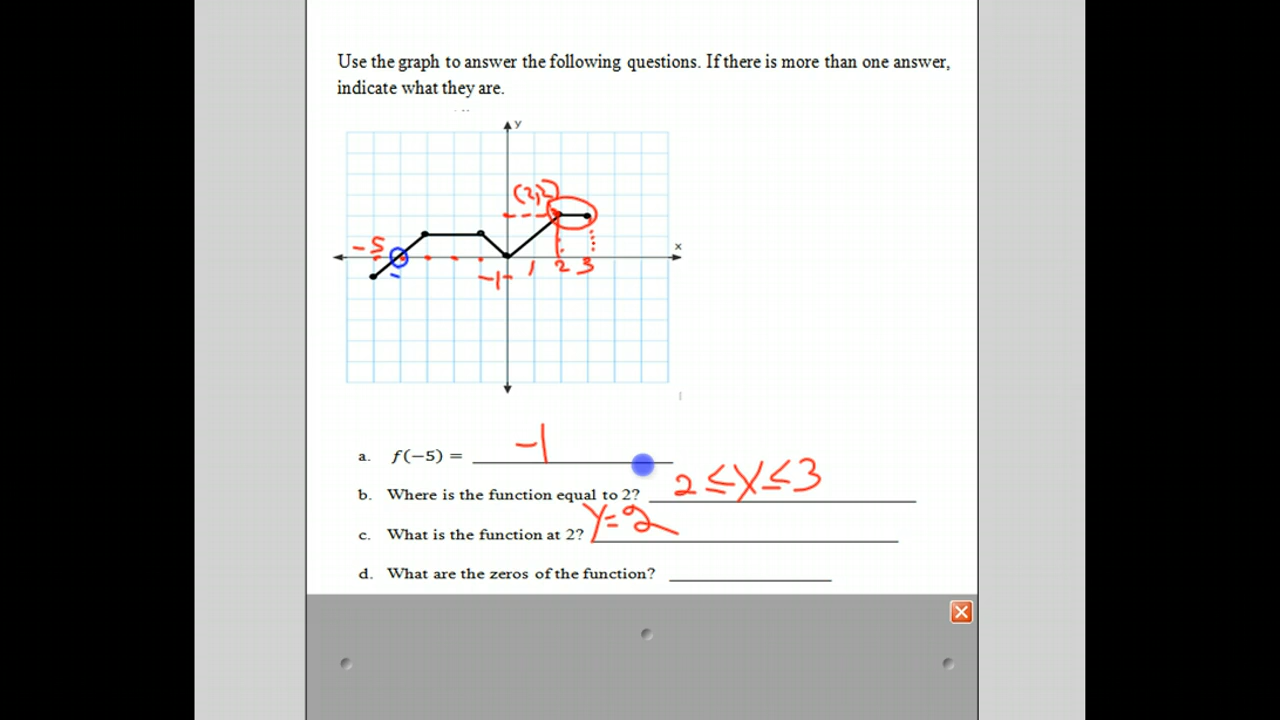 Use the graph to answer the following questions. If there is more than one answer,
indicate what they are.
y
(2,2)
-5
x
-1
1 2 3
a. f(−5) = -1
b. Where is the function equal to 2? 2 ≤ x ≤ 3
c. What is the function at 2? y=2
d. What are the zeros of the function?